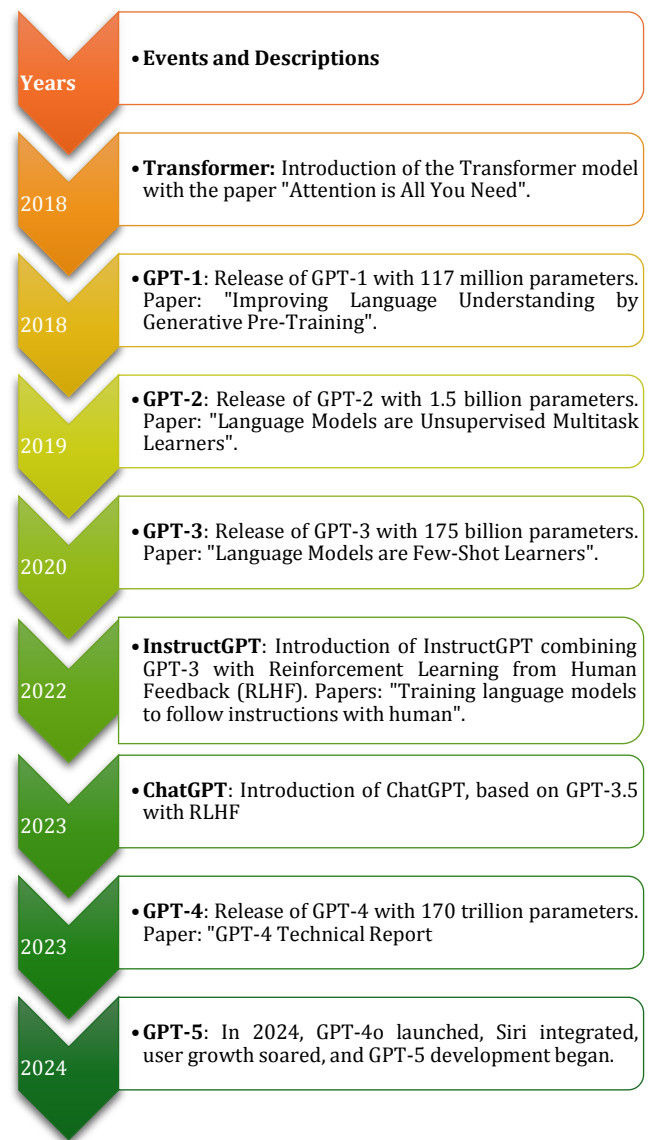 Years
• Events and Descriptions
2018
• Transformer: Introduction of the Transformer model
with the paper "Attention is All You Need".
2018
• GPT-1: Release of GPT-1 with 117 million parameters.
Paper: "Improving Language Understanding by
Generative Pre-Training".
2019
• GPT-2: Release of GPT-2 with 1.5 billion parameters.
Paper: "Language Models are Unsupervised Multitask
Learners".
2020
• GPT-3: Release of GPT-3 with 175 billion parameters.
Paper: "Language Models are Few-Shot Learners".
2022
• InstructGPT: Introduction of InstructGPT combining
GPT-3 with Reinforcement Learning from Human
Feedback (RLHF). Papers: "Training language models
to follow instructions with human".
2023
• ChatGPT: Introduction of ChatGPT, based on GPT-3.5
with RLHF
2023
• GPT-4: Release of GPT-4 with 170 trillion parameters.
Paper: "GPT-4 Technical Report
2024
• GPT-5: In 2024, GPT-4o launched, Siri integrated,
user growth soared, and GPT-5 development began.